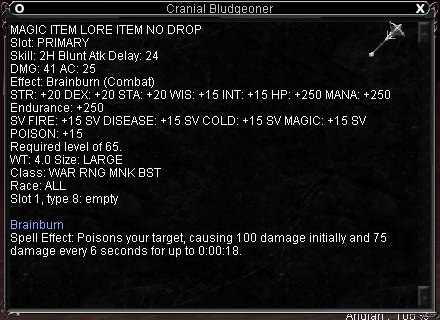 O Cranial Bludgeoner X
MAGIC ITEM LORE ITEM NO DROP
Slot: PRIMARY
Skill: 2H Blunt Atk Delay: 24
DMG: 41 AC: 25
Effect: Brainburn (Combat)
STR: +20 DEX: +20 STA: +20 WIS: +15 INT: +15 HP: +250 MANA: +250
Endurance: +250
SV FIRE: +15 SV DISEASE: +15 SV COLD: +15 SV MAGIC: +15 SV
POISON: +15
Required level of 65.
WT: 4.0 Size: LARGE
Class: WAR RNG MNK BST
Race: ALL
Slot 1, type 8: empty
Brainburn
Spell Effect: Poisons your target, causing 100 damage initially and 75
damage every 6 seconds for up to 0:00:18.